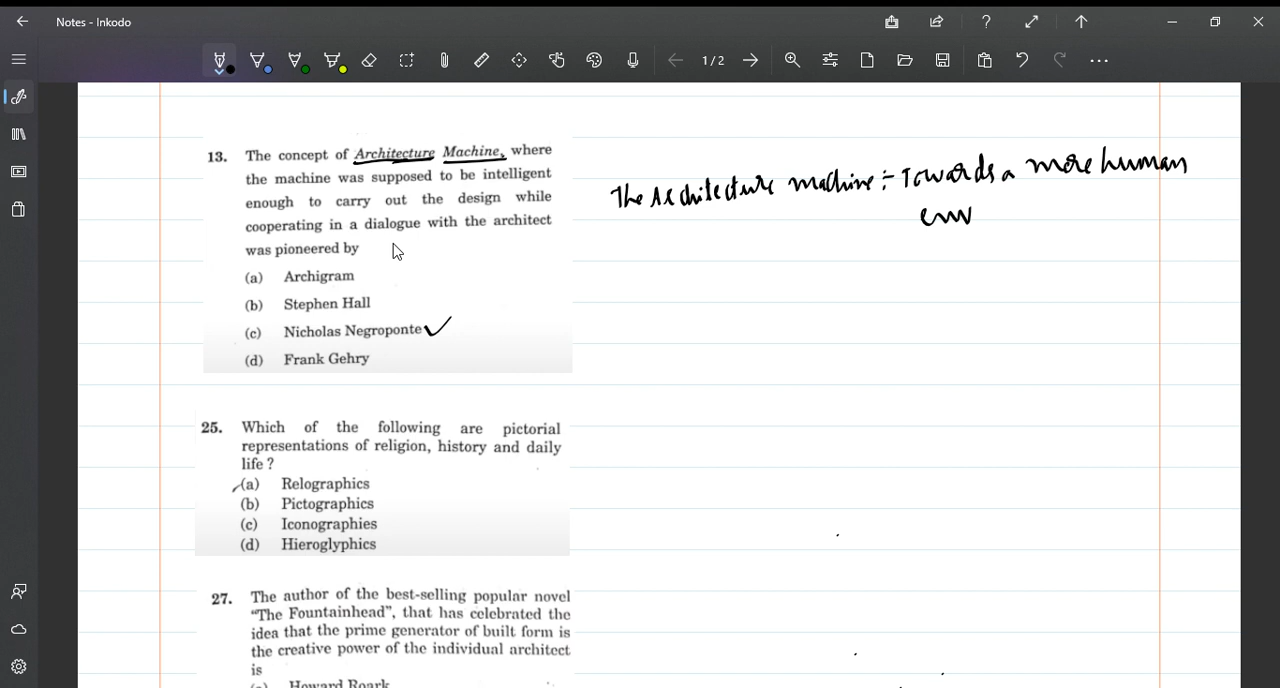 Notes - Inkodo
1 / 2
13. The concept of Architecture Machine, where
the machine was supposed to be intelligent
enough to carry out the design while
cooperating in a dialogue with the architect
was pioneered by
(a) Archigram
(b) Stephen Hall
(c) Nicholas Negroponte
(d) Frank Gehry
The Architecture machine :- Towards a more human
env
25. Which of the following are pictorial
representations of religion, history and daily
life ?
(a) Relographics
(b) Pictographics
(c) Iconographies
(d) Hieroglyphics
27. The author of the best-selling popular novel
"The Fountainhead", that has celebrated the
idea that the prime generator of built form is
the creative power of the individual architect
is
(a) Howard Roark